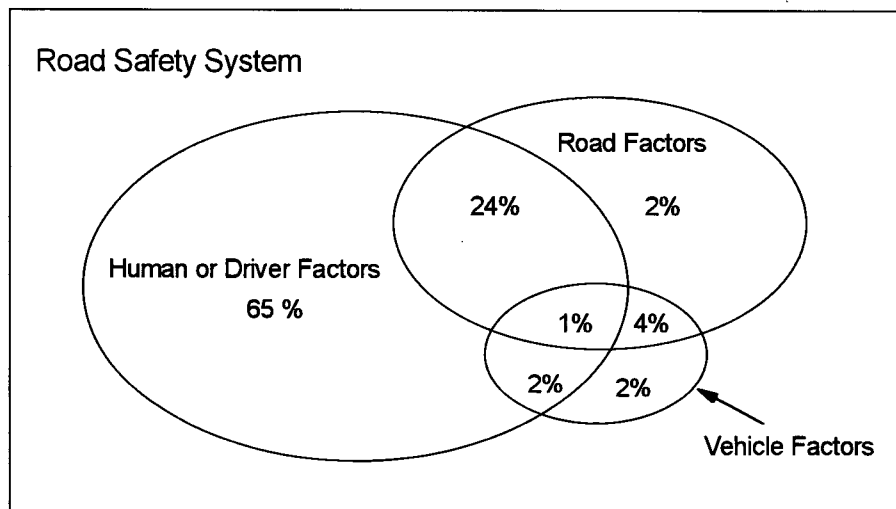 Road Safety System
Road Factors
24%
2%
Human or Driver Factors
65 %
1%
4%
2%
2%
Vehicle Factors